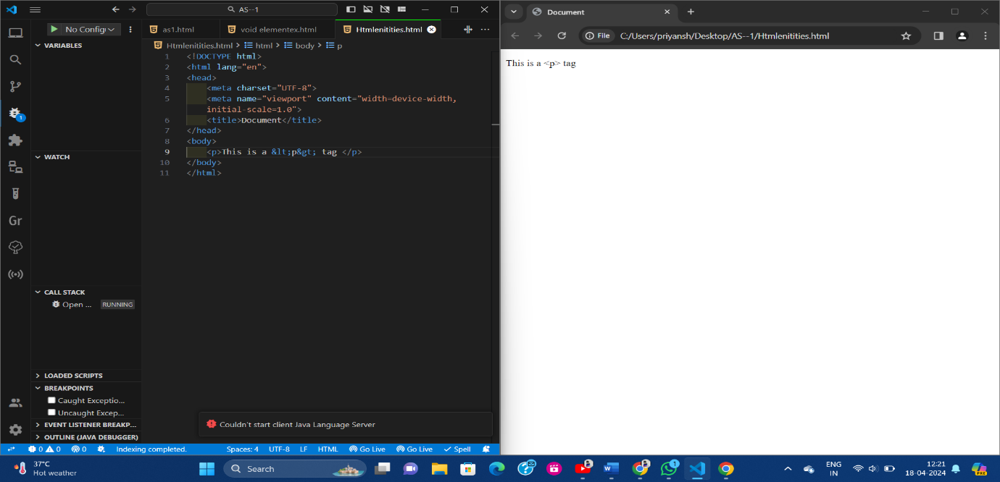 AS--1
No Config
as1.html
void elementex.html
Htmlenitities.html
Htmlenitities.html > html > body > p
VARIABLES
WATCH
CALL STACK
Open ...
RUNNING
LOADED SCRIPTS
BREAKPOINTS
Caught Exceptio...
Uncaught Excep...
EVENT LISTENER BREAKP...
OUTLINE (JAVA DEBUGGER)
1
Gr
1 <!DOCTYPE html>
2 <html lang="en">
3 <head>
4 <meta charset="UTF-8">
5 <meta name="viewport" content="width=device-width,
initial-scale=1.0">
6 <title>Document</title>
7 </head>
8 <body>
9 <p>This is a &lt;p&gt; tag </p>
10 </body>
11 </html>
Couldn't start client Java Language Server
0 0 0 Indexing completed. Spaces: 4 UTF-8 LF HTML Go Live Go Live Spell
Document
File C:/Users/priyansh/Desktop/AS--1/Htmlenitities.html
This is a <p> tag
37°C
Hot weather
Search
1
ENG
IN
12:21
18-04-2024
PRE